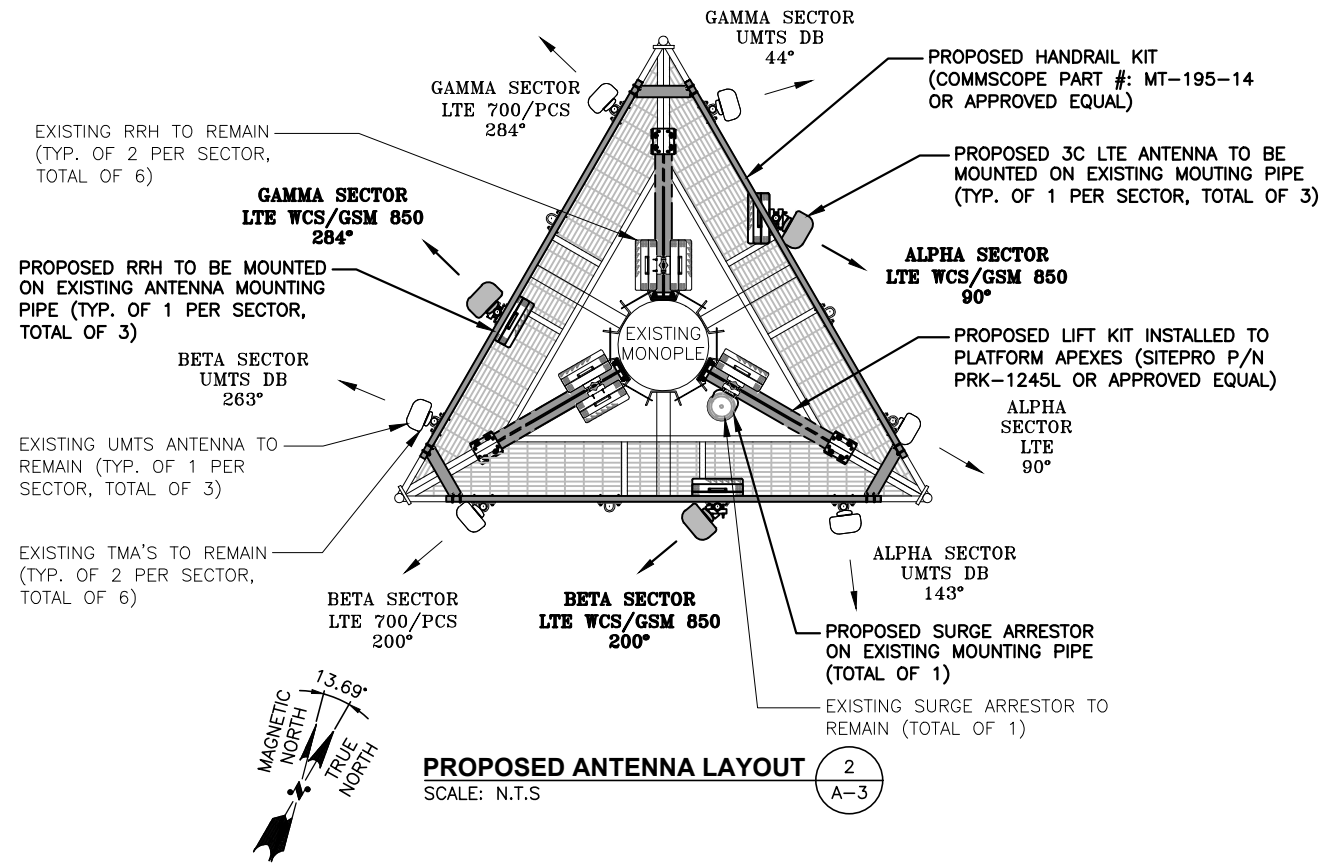 GAMMA SECTOR
UMTS DB
44°
PROPOSED HANDRAIL KIT
(COMMSCOPE PART #: MT-195-14
OR APPROVED EQUAL)
GAMMA SECTOR
LTE 700/PCS
284°
EXISTING RRH TO REMAIN
(TYP. OF 2 PER SECTOR,
TOTAL OF 6)
PROPOSED 3C LTE ANTENNA TO BE
MOUNTED ON EXISTING MOUTING PIPE
(TYP. OF 1 PER SECTOR, TOTAL OF 3)
GAMMA SECTOR
LTE WCS/GSM 850
284°
ALPHA SECTOR
LTE WCS/GSM 850
90°
PROPOSED RRH TO BE MOUNTED
ON EXISTING ANTENNA MOUNTING
PIPE (TYP. OF 1 PER SECTOR,
TOTAL OF 3)
EXISTING
MONOPLE
PROPOSED LIFT KIT INSTALLED TO
PLATFORM APEXES (SITEPRO P/N
PRK-1245L OR APPROVED EQUAL)
BETA SECTOR
UMTS DB
263°
ALPHA
SECTOR
LTE
90°
EXISTING UMTS ANTENNA TO
REMAIN (TYP. OF 1 PER
SECTOR, TOTAL OF 3)
EXISTING TMA'S TO REMAIN
(TYP. OF 2 PER SECTOR,
TOTAL OF 6)
ALPHA SECTOR
UMTS DB
143°
BETA SECTOR
LTE 700/PCS
200°
BETA SECTOR
LTE WCS/GSM 850
200°
PROPOSED SURGE ARRESTOR
ON EXISTING MOUNTING PIPE
(TOTAL OF 1)
EXISTING SURGE ARRESTOR TO
REMAIN (TOTAL OF 1)
13.69°
MAGNETIC
NORTH
TRUE
NORTH
N
PROPOSED ANTENNA LAYOUT
SCALE: N.T.S
2
A-3